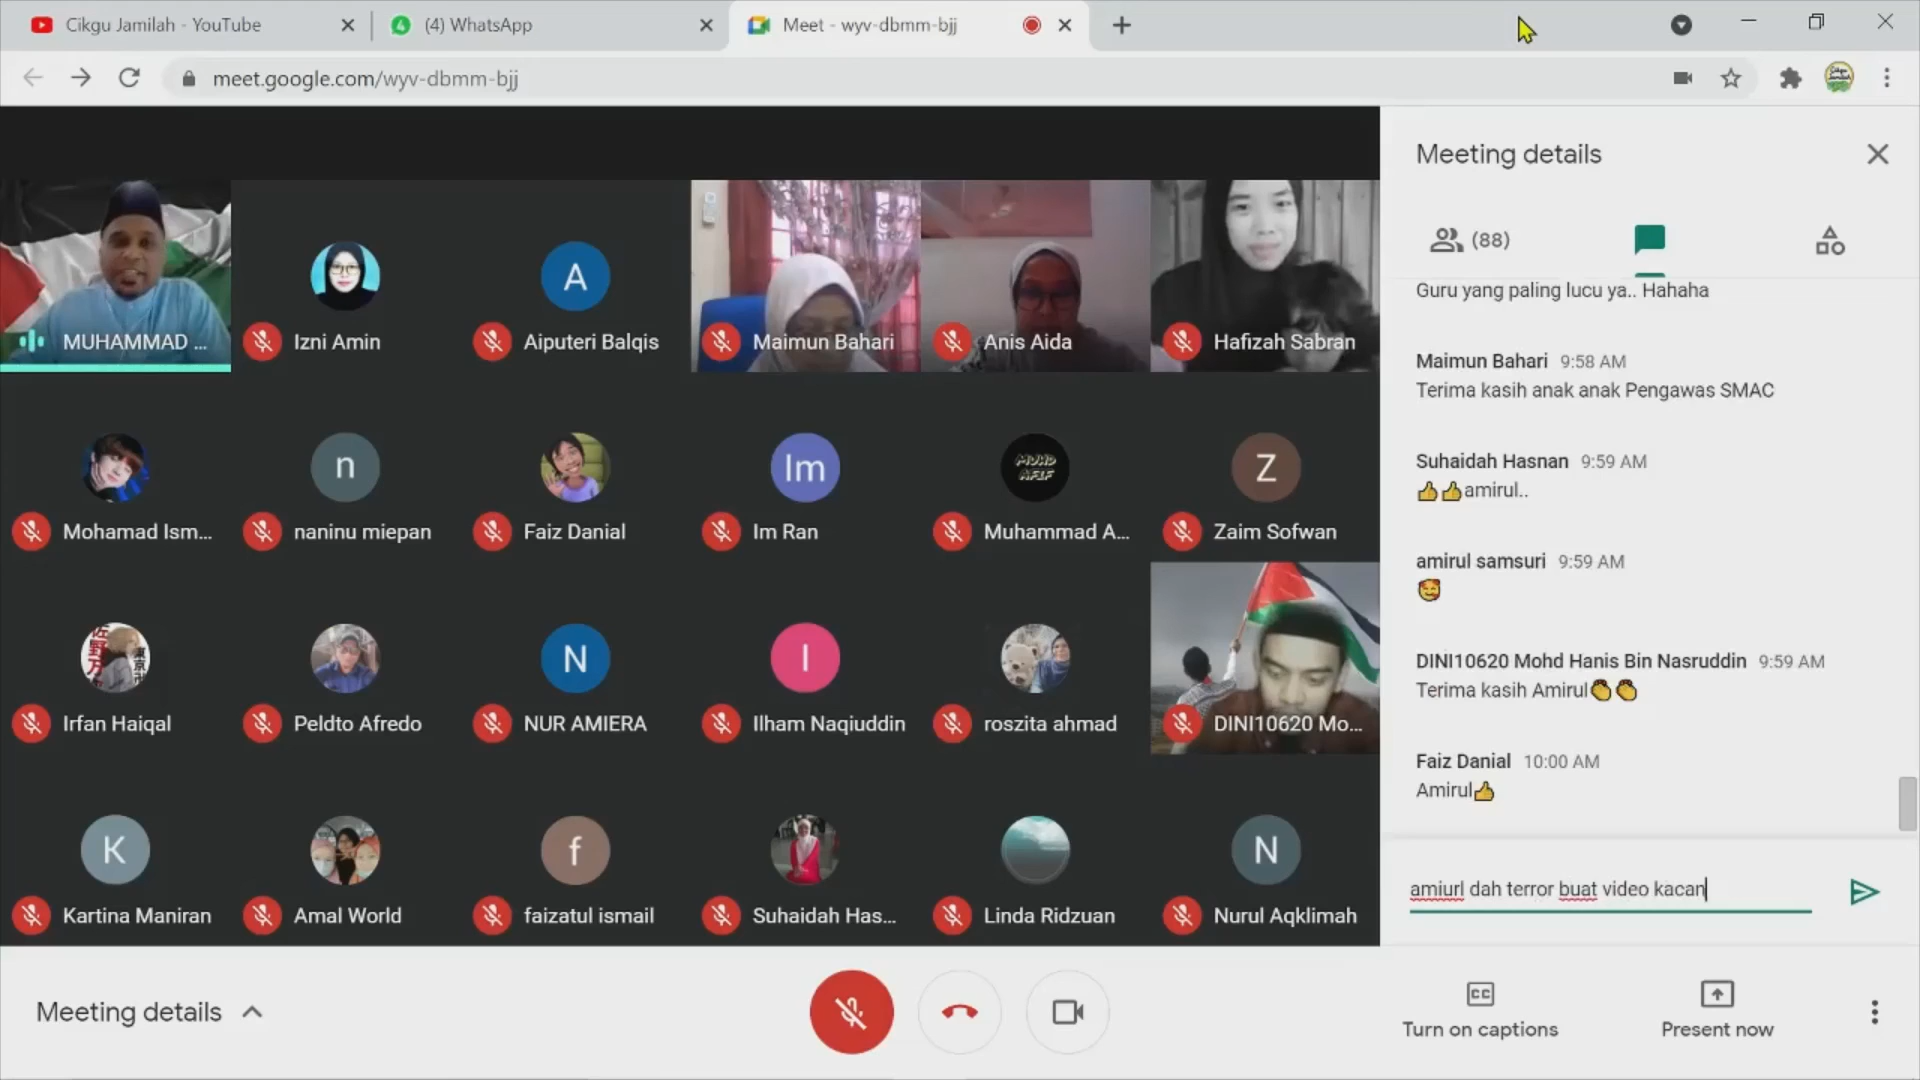 Cikgu Jamilah - YouTube
(4) WhatsApp
Meet - wyv-dbmm-bjj
meet.google.com/wyv-dbmm-bjj
MUHAMMAD ...
Izni Amin
A
Aiputeri Balqis
Maimun Bahari
Anis Aida
Hafizah Sabran
Mohamad Ism...
n
naninu miepan
Faiz Danial
Im
Im Ran
MUHD
AFIF
Muhammad A...
Z
Zaim Sofwan
Irfan Haiqal
Peldto Afredo
N
NUR AMIERA
I
Ilham Naqiuddin
roszita ahmad
DINI10620 Mo...
K
Kartina Maniran
Amal World
f
faizatul ismail
Suhaidah Has...
Linda Ridzuan
N
Nurul Aqklimah
Meeting details
(88)
Guru yang paling lucu ya.. Hahaha
Maimun Bahari 9:58 AM
Terima kasih anak anak Pengawas SMAC
Suhaidah Hasnan 9:59 AM
👍👍amirul..
amirul samsuri 9:59 AM
🥰
DINI10620 Mohd Hanis Bin Nasruddin 9:59 AM
Terima kasih Amirul👏👏
Faiz Danial 10:00 AM
Amirul👍
amiurl dah terror buat video kacan
Meeting details
CC
Turn on captions
Present now